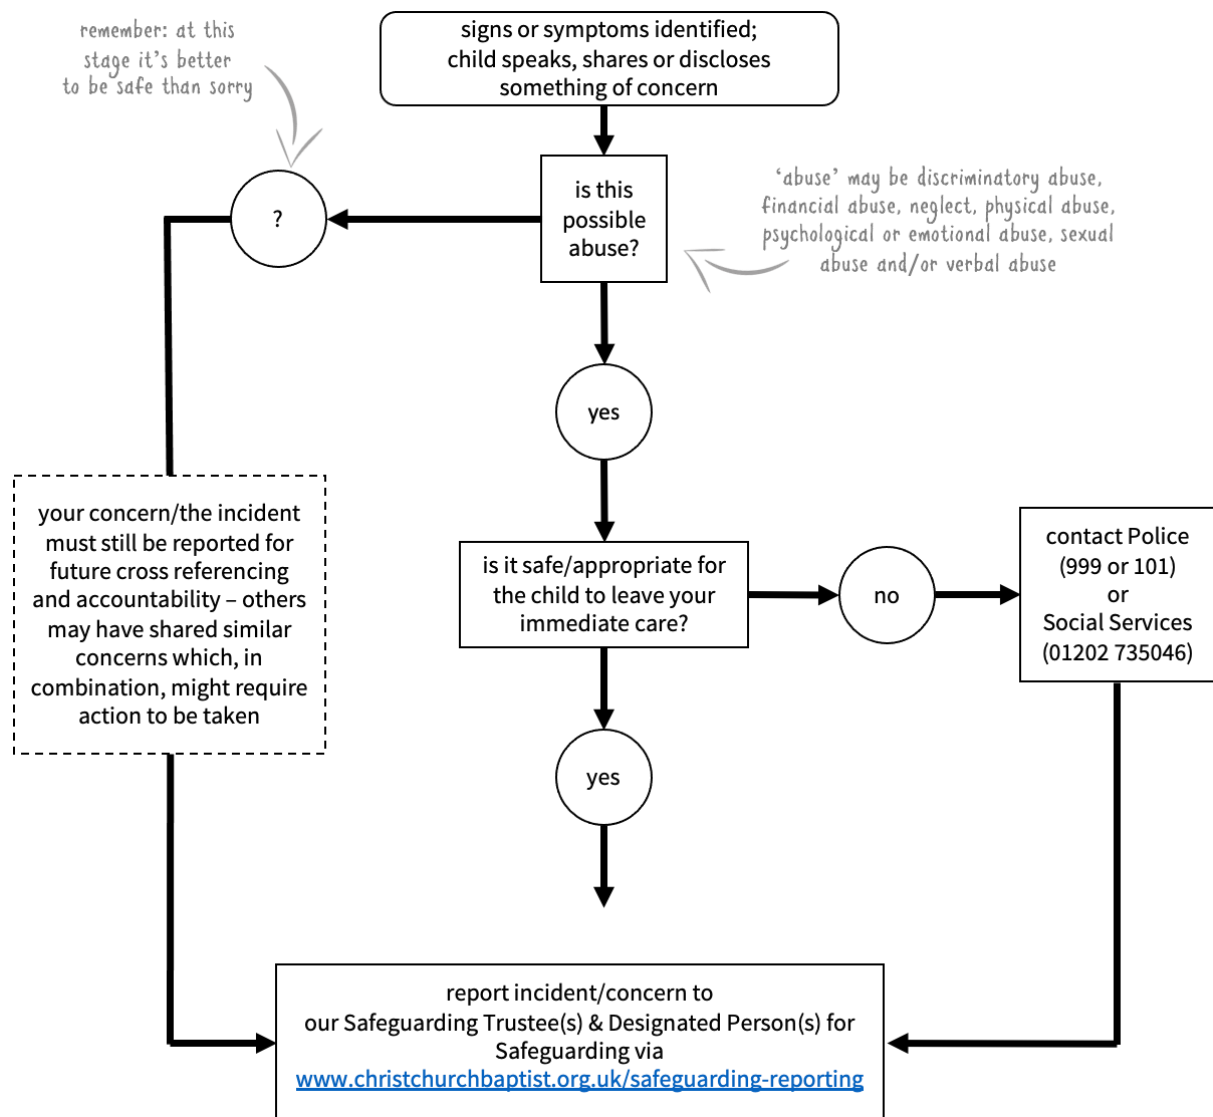 remember: at this
stage it's better
to be safe than sorry
signs or symptoms identified;
child speaks, shares or discloses
something of concern
is this
possible
abuse?
?
'abuse' may be discriminatory abuse,
financial abuse, neglect, physical abuse,
psychological or emotional abuse, sexual
abuse and/or verbal abuse
yes
your concern/the incident
must still be reported for
future cross referencing
and accountability – others
may have shared similar
concerns which, in
combination, might require
action to be taken
is it safe/appropriate for
the child to leave your
immediate care?
no
contact Police
(999 or 101)
or
Social Services
(01202 735046)
yes
report incident/concern to
our Safeguarding Trustee(s) & Designated Person(s) for
Safeguarding via
www.christchurchbaptist.org.uk/safeguarding-reporting